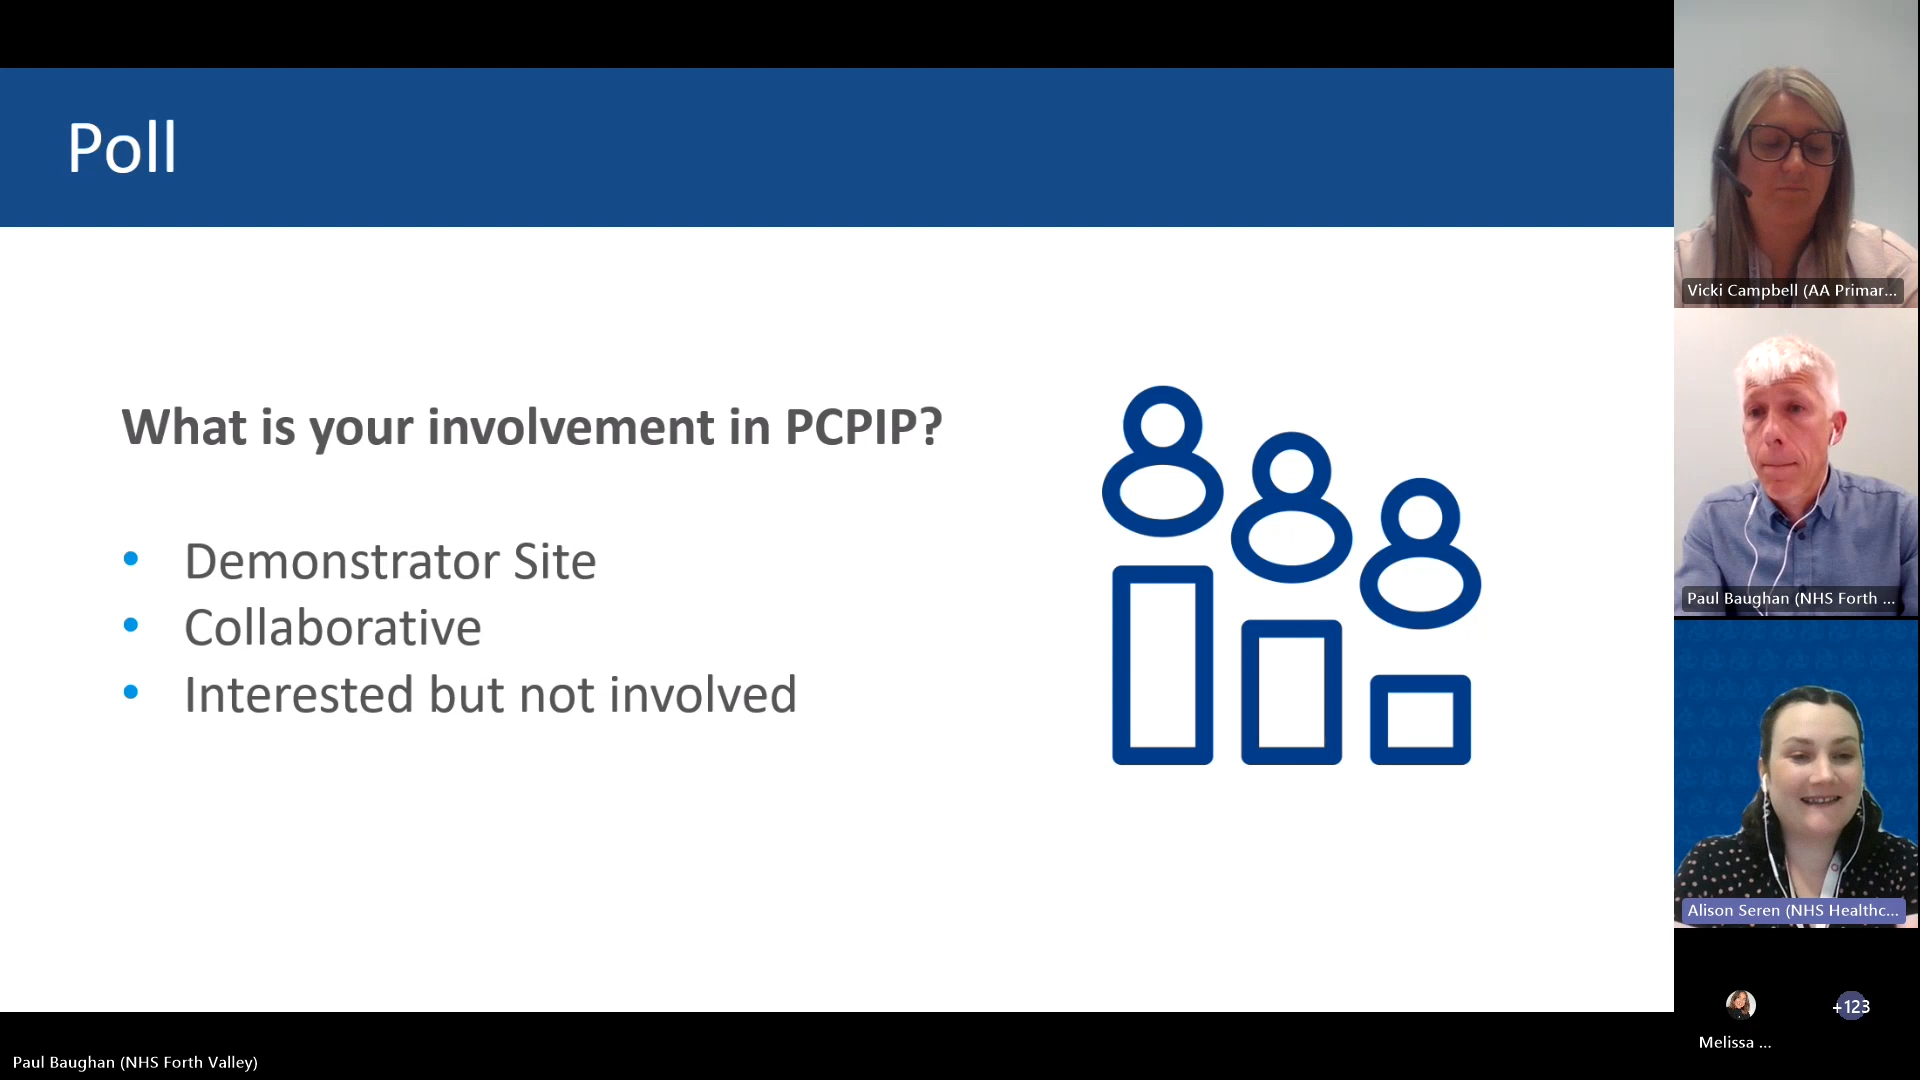 Poll
What is your involvement in PCPIP?
• Demonstrator Site
• Collaborative
• Interested but not involved
Vicki Campbell (AA Primar...
Paul Baughan (NHS Forth ...
Alison Seren (NHS Healthc...
Melissa ...
+123
Paul Baughan (NHS Forth Valley)